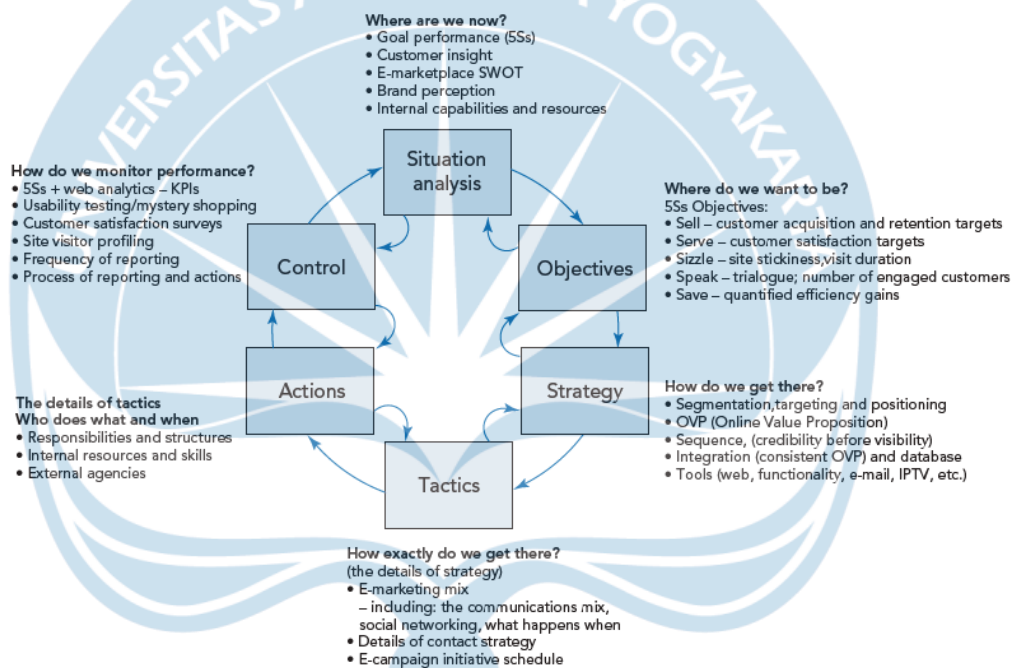 UNIVERSITAS
YOGYAKARTA
Where are we now?
• Goal performance (5Ss)
• Customer insight
• E-marketplace SWOT
• Brand perception
• Internal capabilities and resources
Situation
analysis
How do we monitor performance?
• 5Ss + web analytics – KPIs
• Usability testing/mystery shopping
• Customer satisfaction surveys
• Site visitor profiling
• Frequency of reporting
• Process of reporting and actions
Control
Where do we want to be?
5Ss Objectives:
• Sell – customer acquisition and retention targets
• Serve – customer satisfaction targets
• Sizzle – site stickiness,visit duration
• Speak – trialogue; number of engaged customers
• Save – quantified efficiency gains
Objectives
Actions
The details of tactics
Who does what and when
• Responsibilities and structures
• Internal resources and skills
• External agencies
Strategy
How do we get there?
• Segmentation,targeting and positioning
• OVP (Online Value Proposition)
• Sequence, (credibility before visibility)
• Integration (consistent OVP) and database
• Tools (web, functionality, e-mail, IPTV, etc.)
Tactics
How exactly do we get there?
(the details of strategy)
• E-marketing mix
– including: the communications mix,
social networking, what happens when
• Details of contact strategy
• E-campaign initiative schedule